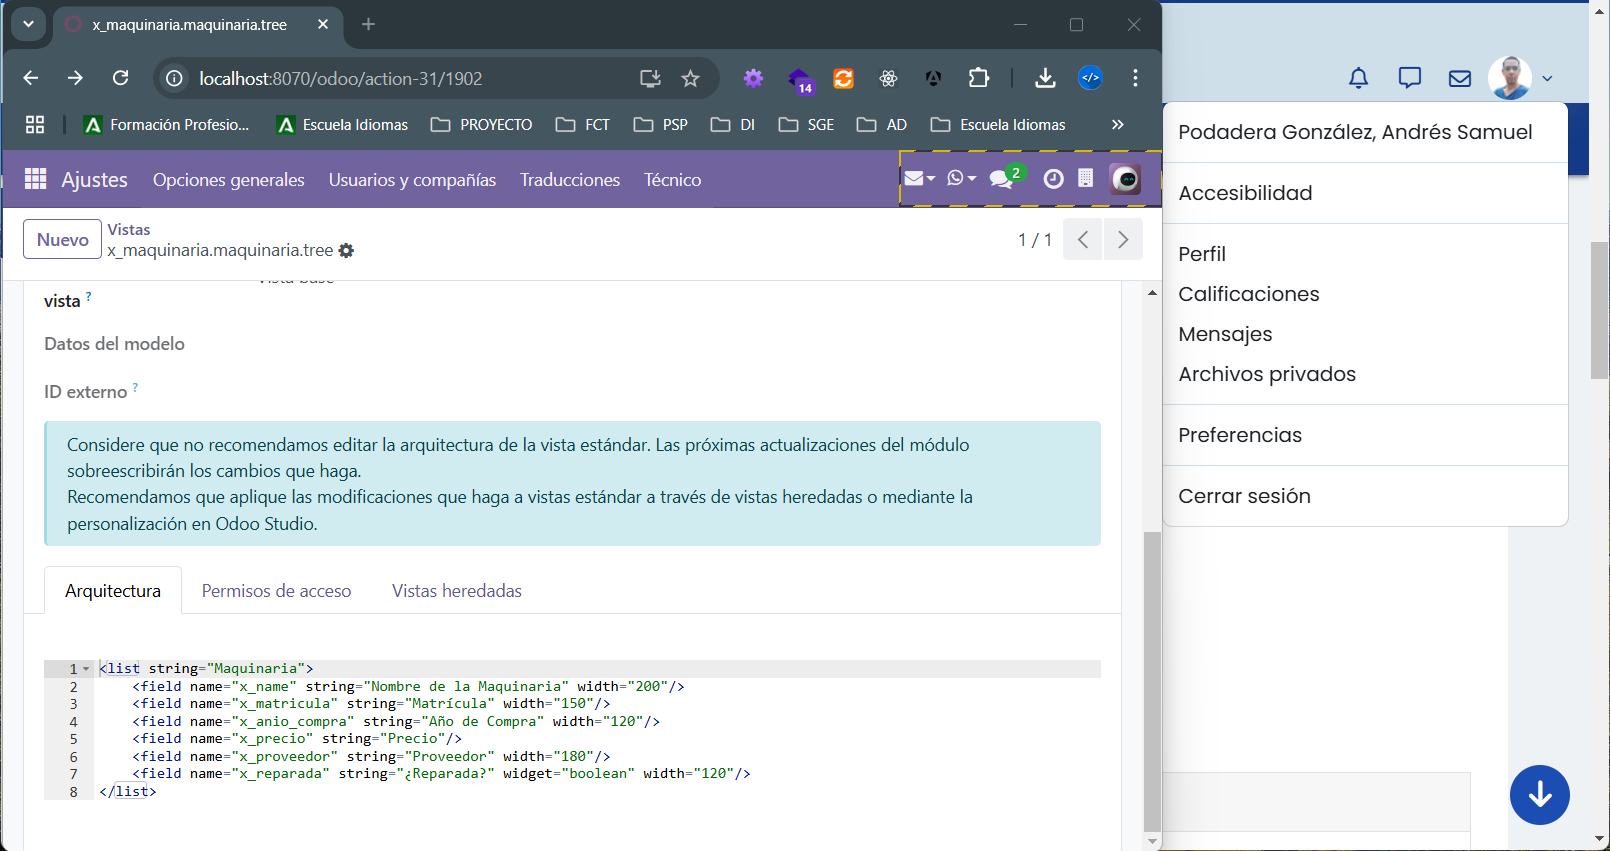 x_maquinaria.maquinaria.tree
localhost:8070/odoo/action-31/1902
14
Formación Profesio...
Escuela Idiomas
PROYECTO
FCT
PSP
DI
SGE
AD
Escuela Idiomas
»
Ajustes
Opciones generales
Usuarios y compañías
Traducciones
Técnico
2
Nuevo
Vistas
x_maquinaria.maquinaria.tree
1 / 1
vista ?
Datos del modelo
ID externo ?
Considere que no recomendamos editar la arquitectura de la vista estándar. Las próximas actualizaciones del módulo
sobreescribirán los cambios que haga.
Recomendamos que aplique las modificaciones que haga a vistas estándar a través de vistas heredadas o mediante la
personalización en Odoo Studio.
Arquitectura
Permisos de acceso
Vistas heredadas
1 <list string="Maquinaria">
2 <field name="x_name" string="Nombre de la Maquinaria" width="200"/>
3 <field name="x_matricula" string="Matrícula" width="150"/>
4 <field name="x_anio_compra" string="Año de Compra" width="120"/>
5 <field name="x_precio" string="Precio"/>
6 <field name="x_proveedor" string="Proveedor" width="180"/>
7 <field name="x_reparada" string="¿Reparada?" widget="boolean" width="120"/>
8 </list>
Podadera González, Andrés Samuel
Accesibilidad
Perfil
Calificaciones
Mensajes
Archivos privados
Preferencias
Cerrar sesión